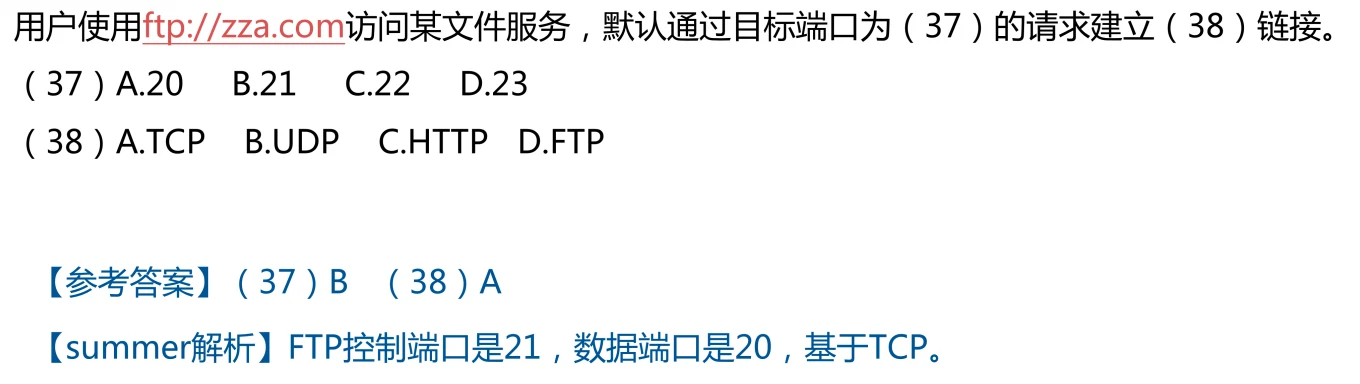 用户使用ftp://zza.com访问某文件服务，默认通过目标端口为（37）的请求建立（38）链接。
（37）A.20 B.21 C.22 D.23
（38）A.TCP B.UDP C.HTTP D.FTP
【参考答案】（37）B （38）A
【summer解析】FTP控制端口是21，数据端口是20，基于TCP。